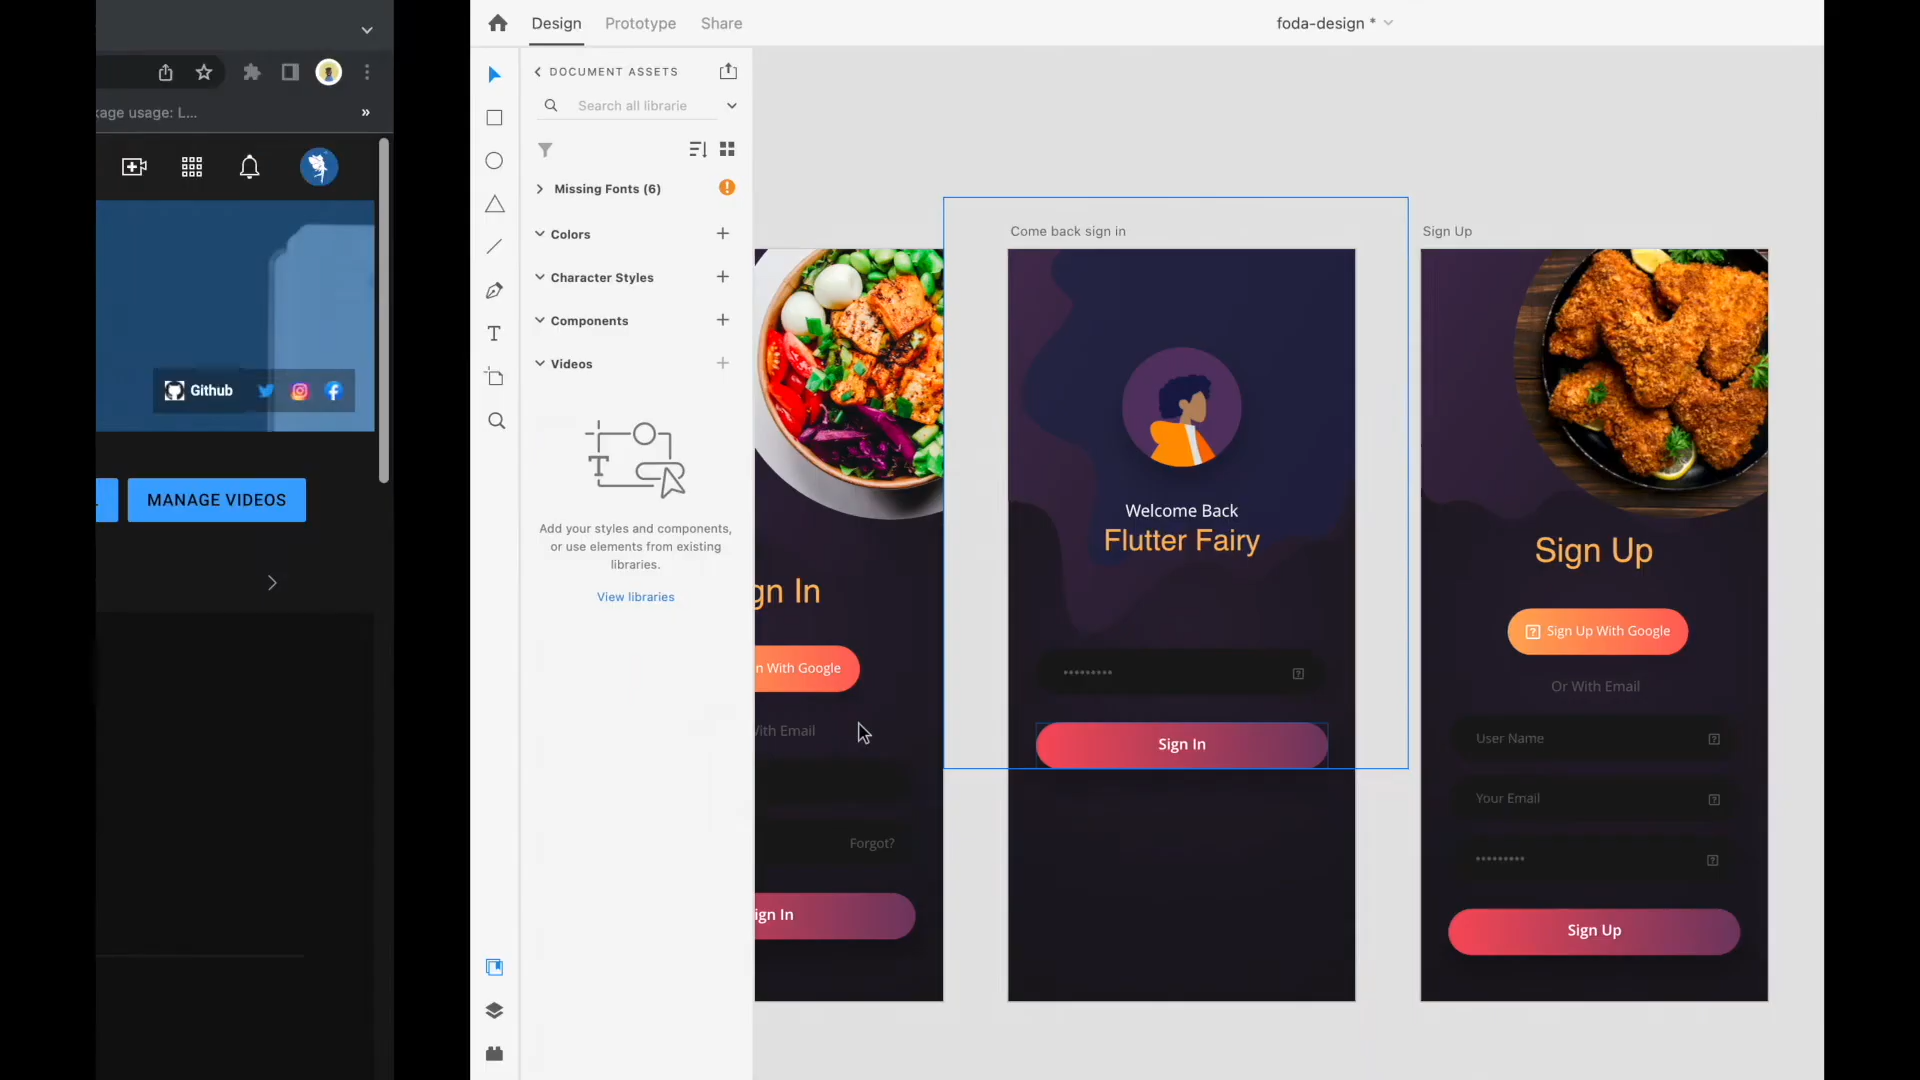 Design Prototype Share
foda-design *
DOCUMENT ASSETS
Search all librarie
kage usage: L...
»
Missing Fonts (6)
Colors
Character Styles
Components
Videos
Github
MANAGE VIDEOS
Add your styles and components,
or use elements from existing
libraries.
View libraries
gn In
n With Google
With Email
Forgot?
ign In
Come back sign in
Welcome Back
Flutter Fairy
•••••••••
Sign In
Sign Up
Sign Up
Sign Up With Google
Or With Email
User Name
Your Email
•••••••••
Sign Up